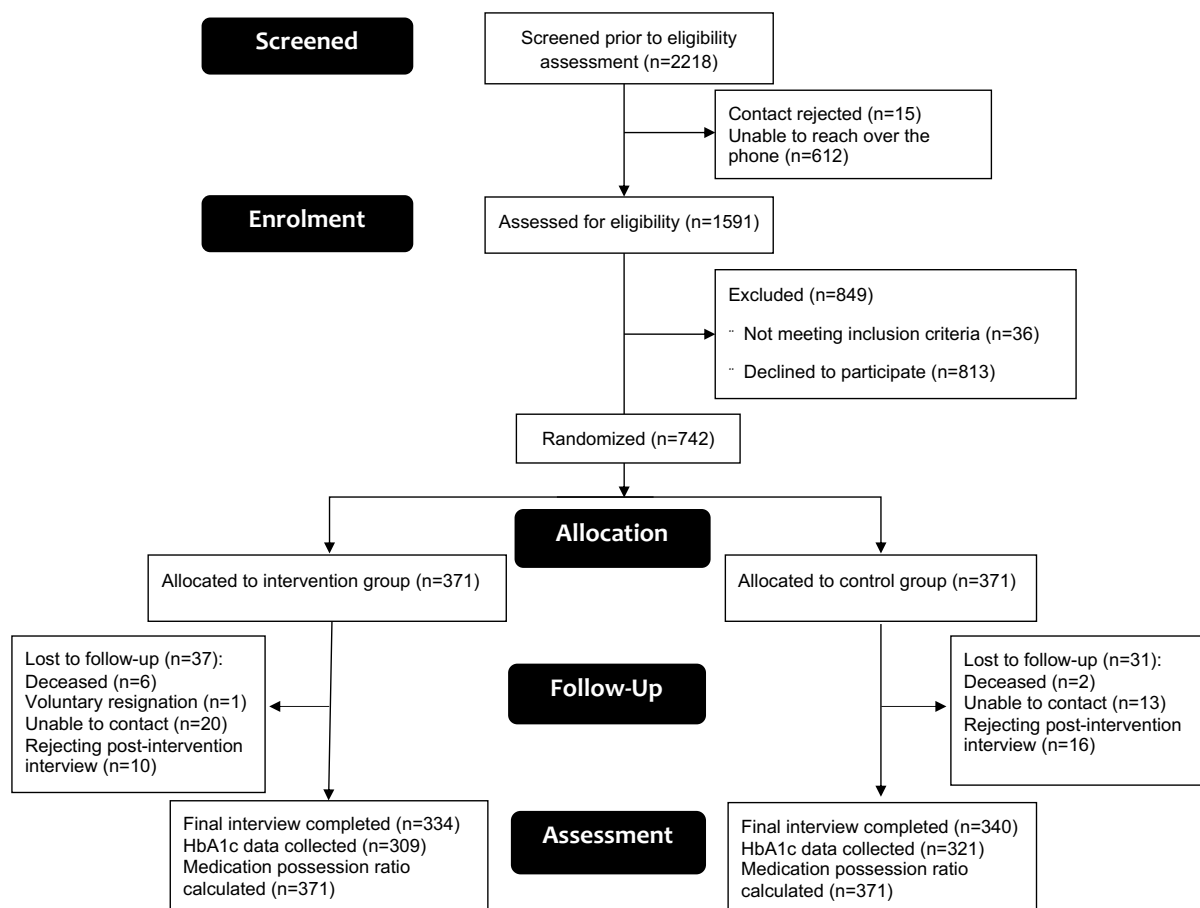 Screened
Screened prior to eligibility
assessment (n=2218)
Contact rejected (n=15)
Unable to reach over the
phone (n=612)
Enrolment
Assessed for eligibility (n=1591)
Excluded (n=849)
¨ Not meeting inclusion criteria (n=36)
¨ Declined to participate (n=813)
Randomized (n=742)
Allocation
Allocated to intervention group (n=371)
Allocated to control group (n=371)
Lost to follow-up (n=37):
Deceased (n=6)
Voluntary resignation (n=1)
Unable to contact (n=20)
Rejecting post-intervention
interview (n=10)
Follow-Up
Lost to follow-up (n=31):
Deceased (n=2)
Unable to contact (n=13)
Rejecting post-intervention
interview (n=16)
Final interview completed (n=334)
HbA1c data collected (n=309)
Medication possession ratio
calculated (n=371)
Assessment
Final interview completed (n=340)
HbA1c data collected (n=321)
Medication possession ratio
calculated (n=371)